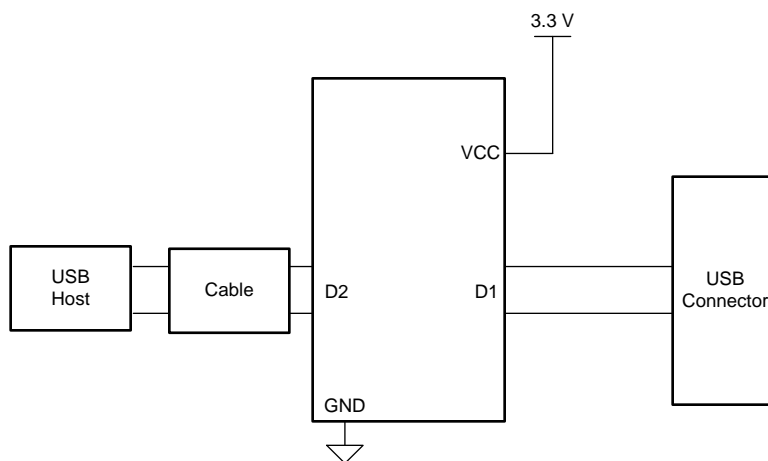 3.3 V
VCC
USB
Host
Cable
D2
D1
USB
Connector
GND